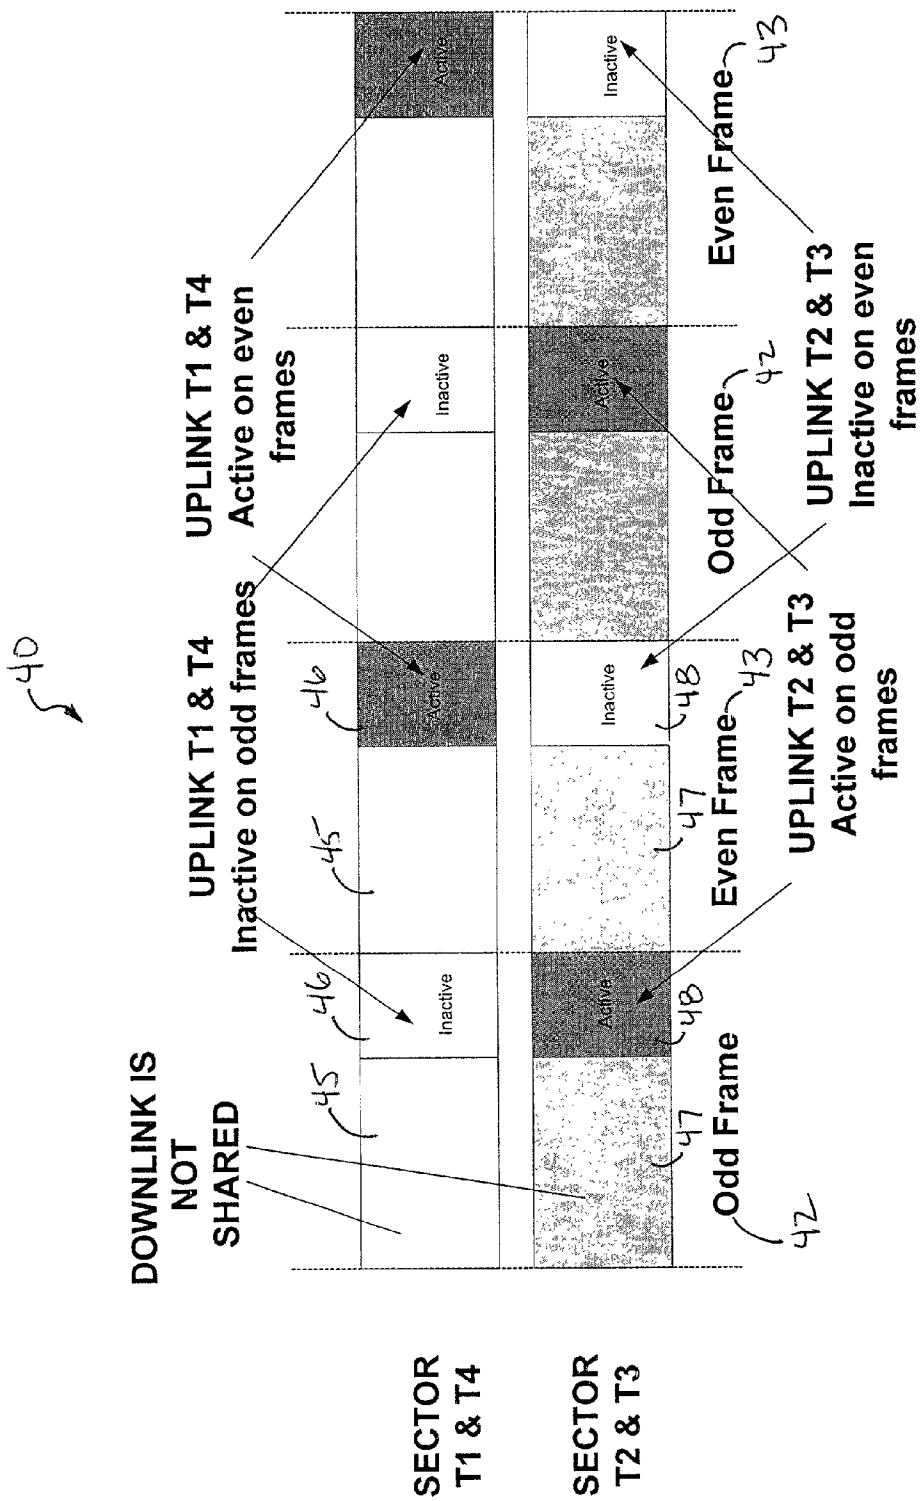 40
DOWNLINK IS
NOT
SHARED
UPLINK T1 & T4
Inactive on odd frames
UPLINK T1 & T4
Active on even
frames
45
46
45
46
SECTOR
T1 & T4
Inactive
Active
Inactive
Active
SECTOR
T2 & T3
Active
Inactive
Active
Inactive
47
48
47
48
Odd Frame
42
Even Frame
43
Odd Frame
42
Even Frame
43
UPLINK T2 & T3
Active on odd
frames
UPLINK T2 & T3
Inactive on even
frames